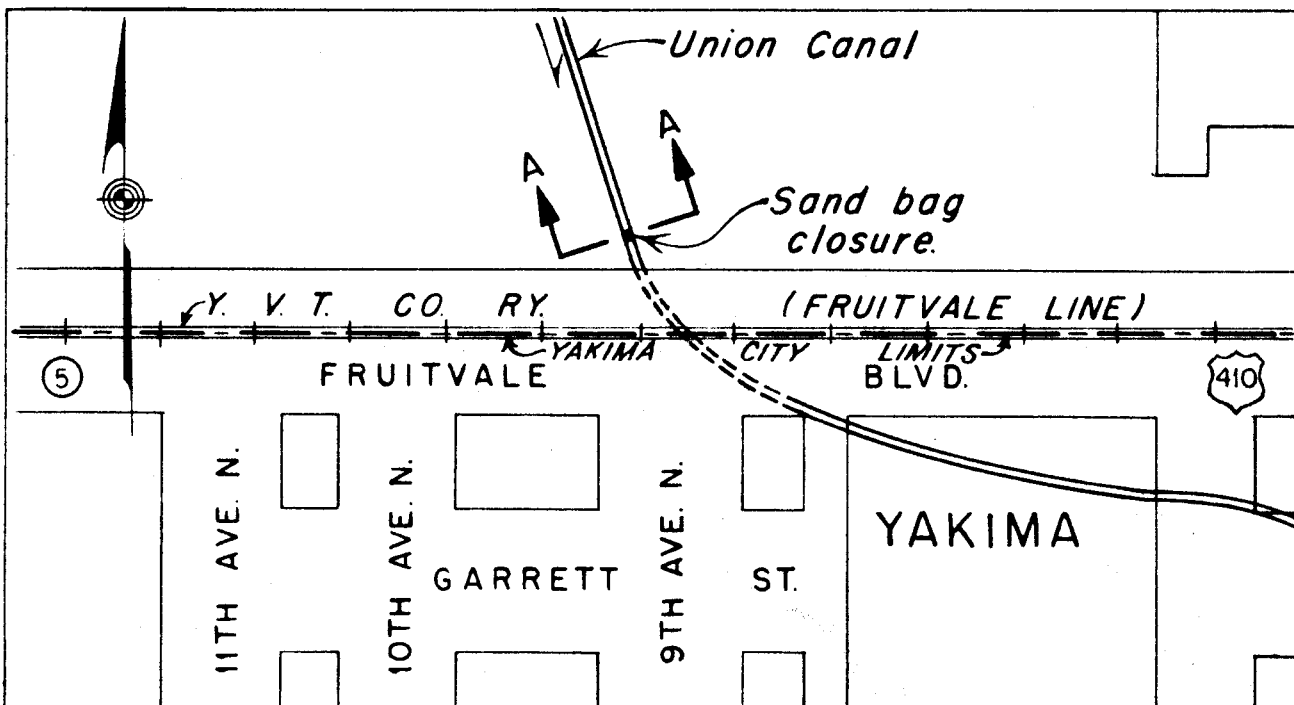 Union Canal
A
A
Sand bag
closure.
Y. V. T. CO. RY. (FRUITVALE LINE)
YAKIMA CITY LIMITS
5
FRUITVALE BLVD.
410
11TH AVE. N.
10TH AVE. N.
9TH AVE. N.
YAKIMA
GARRETT ST.